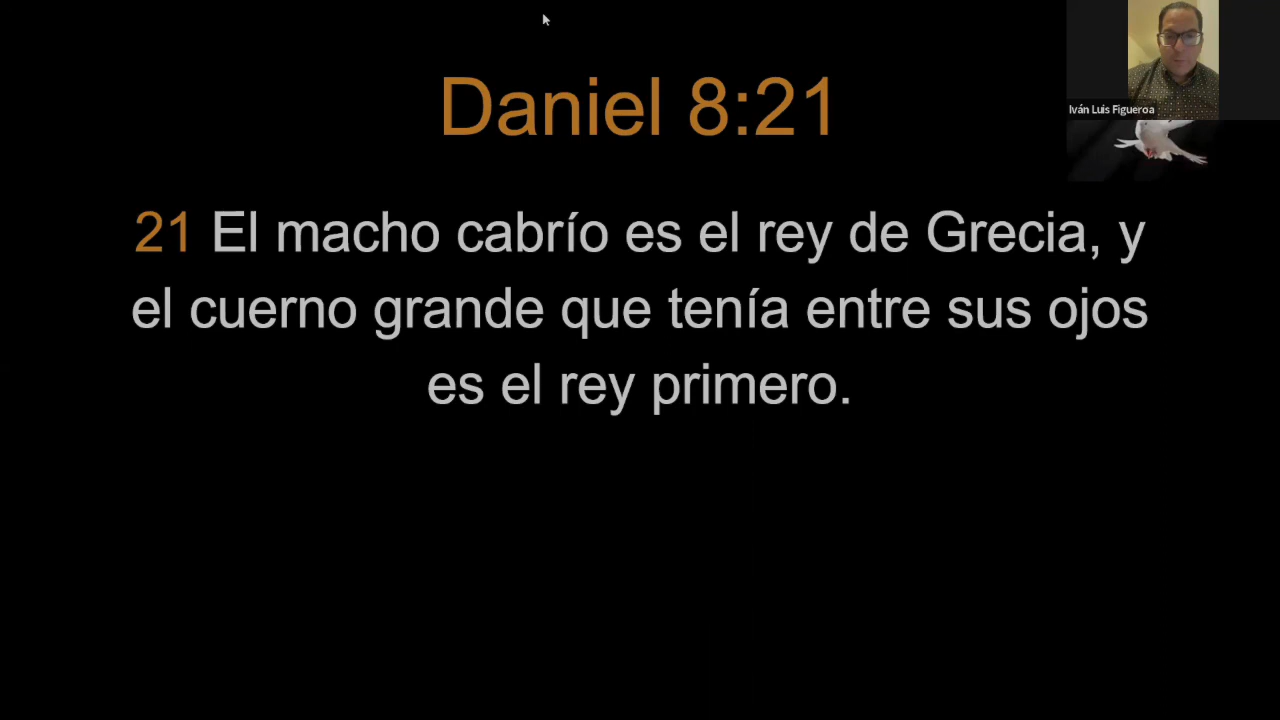 Daniel 8:21
Iván Luis Figueroa
21 El macho cabrío es el rey de Grecia, y
el cuerno grande que tenía entre sus ojos
es el rey primero.